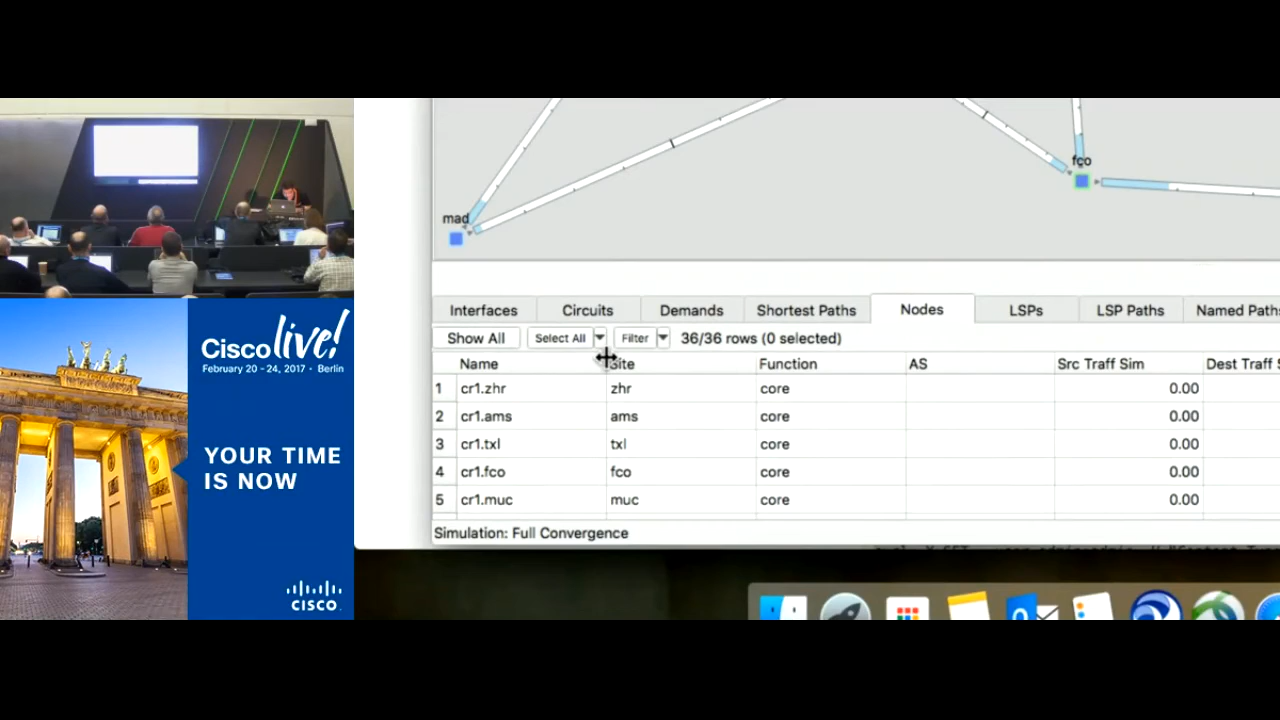 fco
mad
Interfaces Circuits Demands Shortest Paths Nodes LSPs LSP Paths Named Paths
Show All Select All Filter 36/36 rows (0 selected)
Name Site Function AS Src Traff Sim Dest Traff S
1 cr1.zhr zhr core 0.00
2 cr1.ams ams core 0.00
3 cr1.txl txl core 0.00
4 cr1.fco fco core 0.00
5 cr1.muc muc core 0.00
Simulation: Full Convergence
Cisco live!
February 20 - 24, 2017 • Berlin
YOUR TIME
IS NOW
CISCO